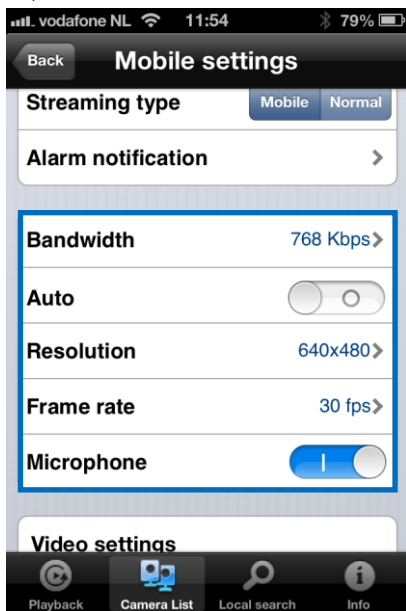 vodafone NL 11:54 79%
Back Mobile settings
Streaming type Mobile Normal
Alarm notification >
Bandwidth 768 Kbps>
Auto
Resolution 640x480>
Frame rate 30 fps>
Microphone
Video settings
Playback Camera List Local search Info